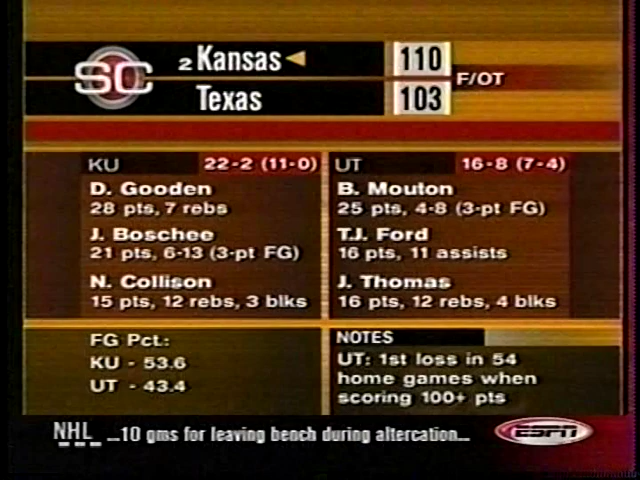 SC
2 Kansas 110
Texas 103
F/OT
KU 22-2 (11-0)
D. Gooden
28 pts, 7 rebs
J. Boschee
21 pts, 6-13 (3-pt FG)
N. Collison
15 pts, 12 rebs, 3 blks
UT 16-8 (7-4)
B. Mouton
25 pts, 4-8 (3-pt FG)
T.J. Ford
16 pts, 11 assists
J. Thomas
16 pts, 12 rebs, 4 blks
FG Pct.:
KU - 53.6
UT - 43.4
NOTES
UT: 1st loss in 54
home games when
scoring 100+ pts
NHL ...10 gms for leaving bench during altercation...
ESPN